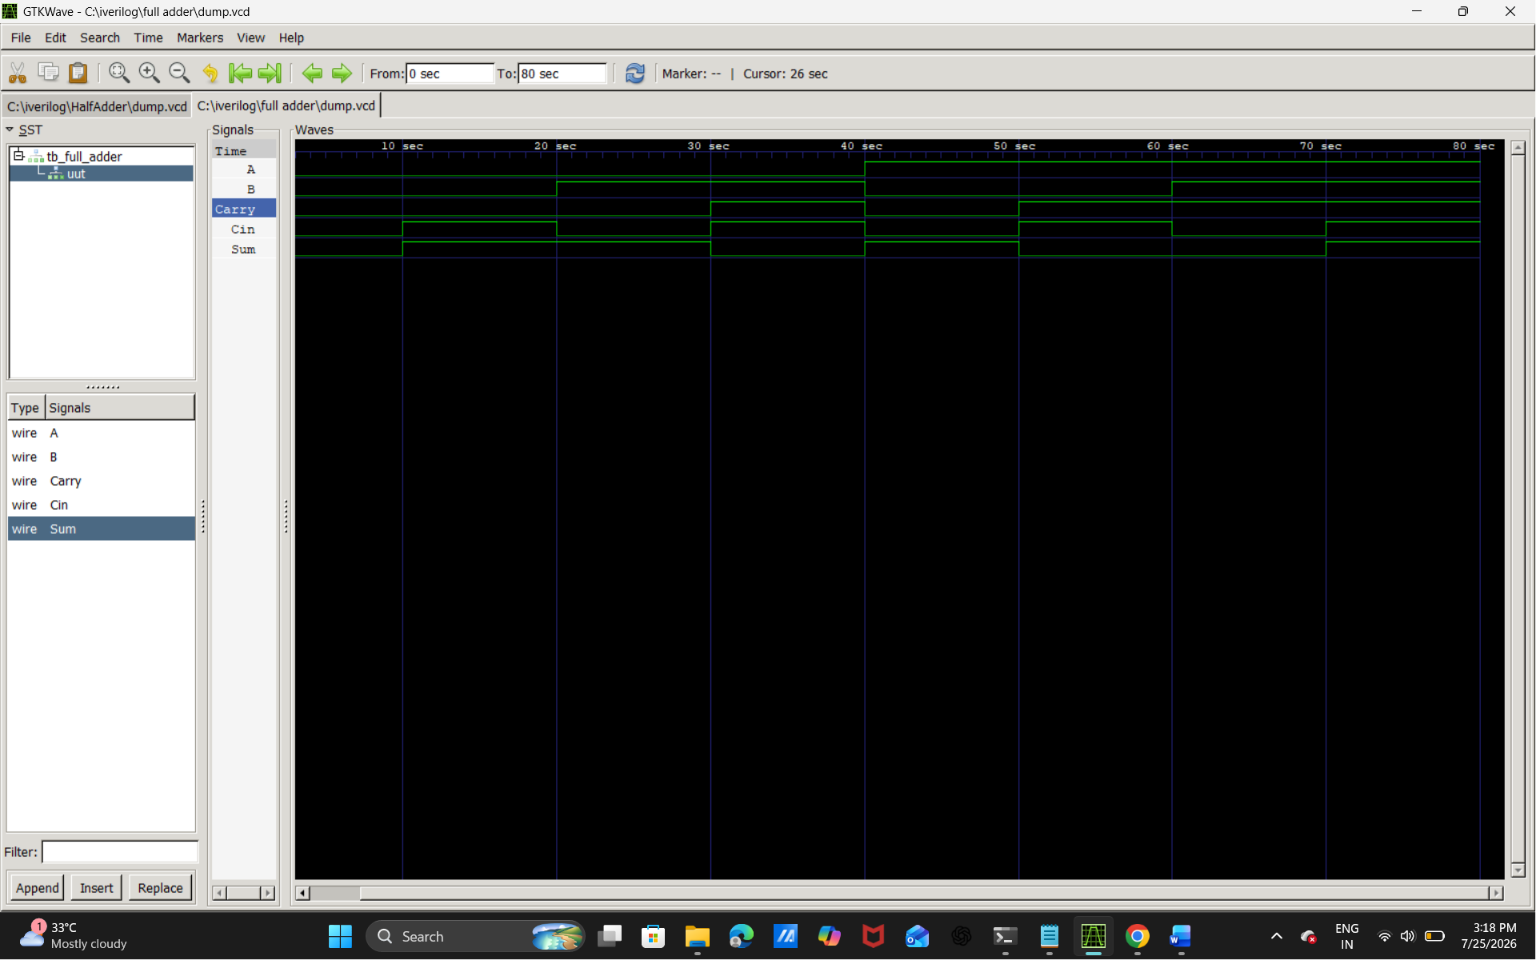 GTKWave - C:\iverilog\full adder\dump.vcd
File Edit Search Time Markers View Help
From: 0 sec To: 80 sec Marker: -- | Cursor: 26 sec
C:\iverilog\HalfAdder\dump.vcd C:\iverilog\full adder\dump.vcd
SST
tb_full_adder
uut
Type Signals
wire A
wire B
wire Carry
wire Cin
wire Sum
Filter:
Append Insert Replace
Signals
Time
A
B
Carry
Cin
Sum
Waves
10 sec 20 sec 30 sec 40 sec 50 sec 60 sec 70 sec 80 sec
1
33°C
Mostly cloudy
Search
ENG
IN
3:18 PM
7/25/2026